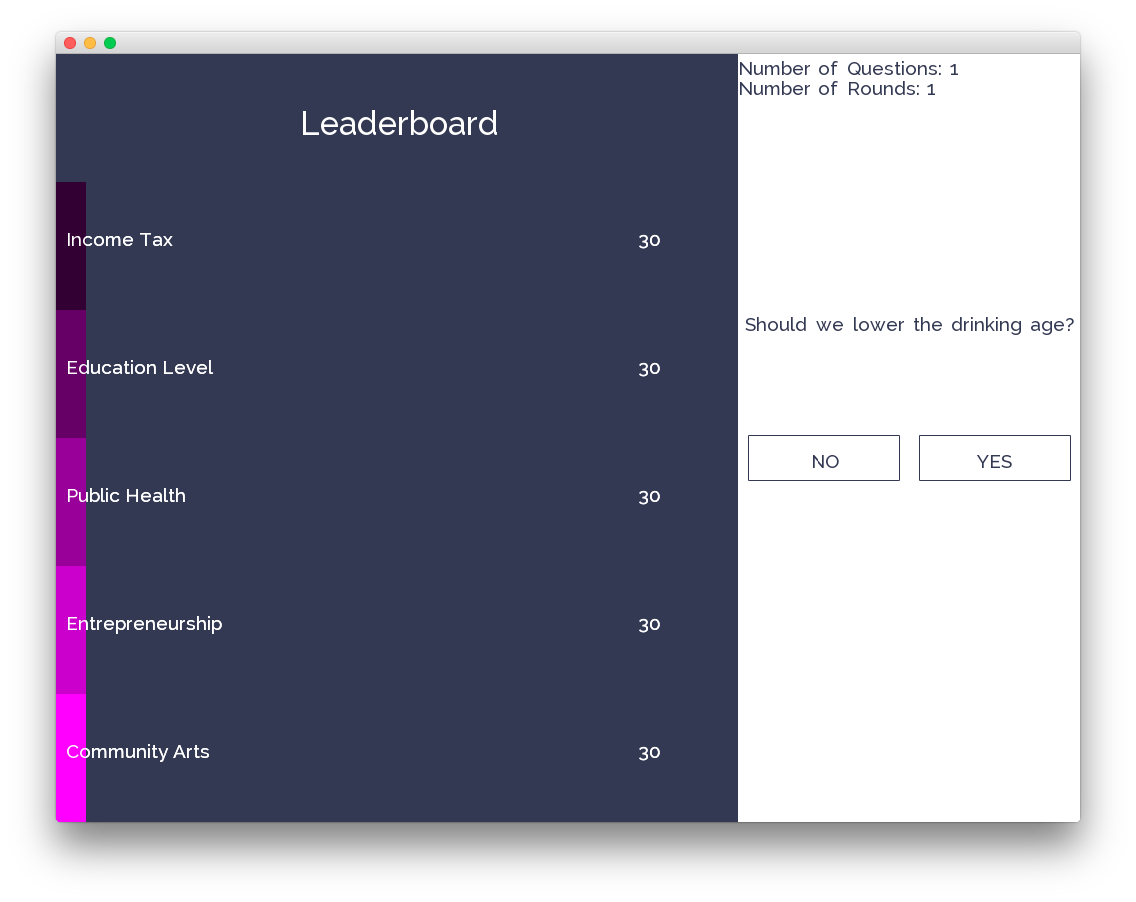 Leaderboard
Income Tax 30
Education Level 30
Public Health 30
Entrepreneurship 30
Community Arts 30
Number of Questions: 1
Number of Rounds: 1
Should we lower the drinking age?
NO YES